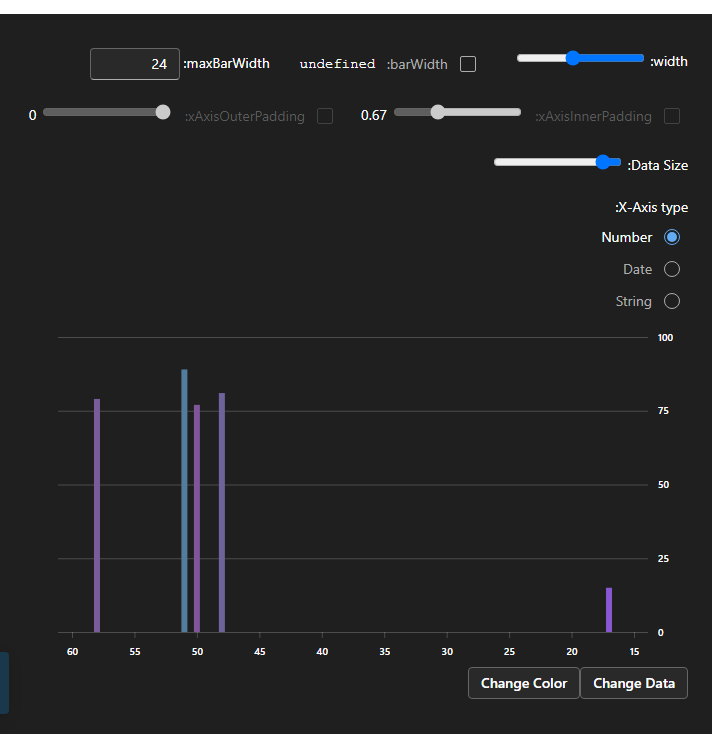 :width
:barWidth undefined
:maxBarWidth 24
:xAxisInnerPadding 0.67
:xAxisOuterPadding 0
:Data Size
:X-Axis type
Number
Date
String
100
75
50
25
0
60 55 50 45 40 35 30 25 20 15
Change Color Change Data